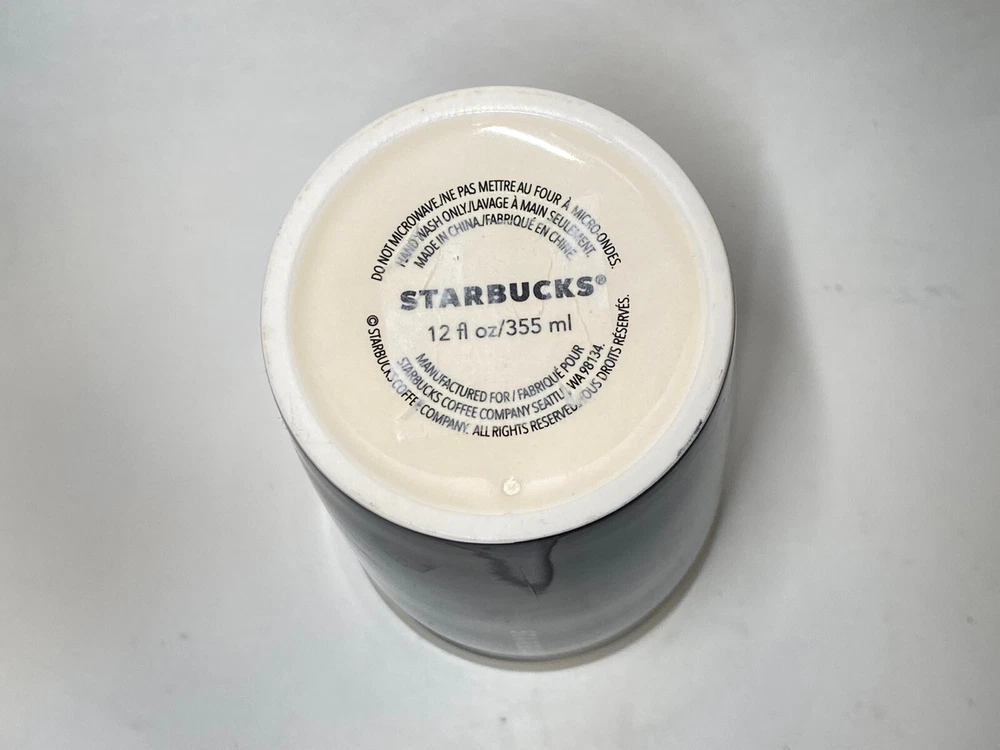 DO NOT MICROWAVE./NE PAS METTRE AU FOUR À MICRO-ONDES.
HAND WASH ONLY./LAVAGE À MAIN SEULEMENT.
MADE IN CHINA./FABRIQUÉ EN CHINE.
STARBUCKS®
12 fl oz/355 ml
MANUFACTURED FOR / FABRIQUÉ POUR
STARBUCKS COFFEE COMPANY SEATTLE WA 98134.
© STARBUCKS COFFEE COMPANY. ALL RIGHTS RESERVED. TOUS DROITS RÉSERVÉS.